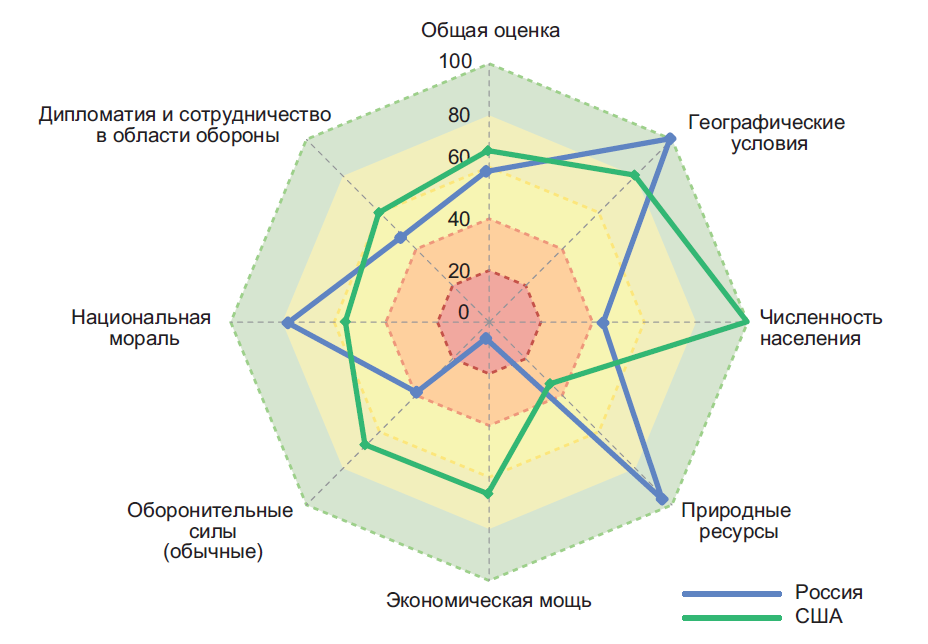 Общая оценка
100
80
60
40
20
0
Дипломатия и сотрудничество
в области обороны
Географические
условия
Национальная
мораль
Численность
населения
Оборонительные
силы
(обычные)
Природные
ресурсы
Экономическая мощь
Россия
США